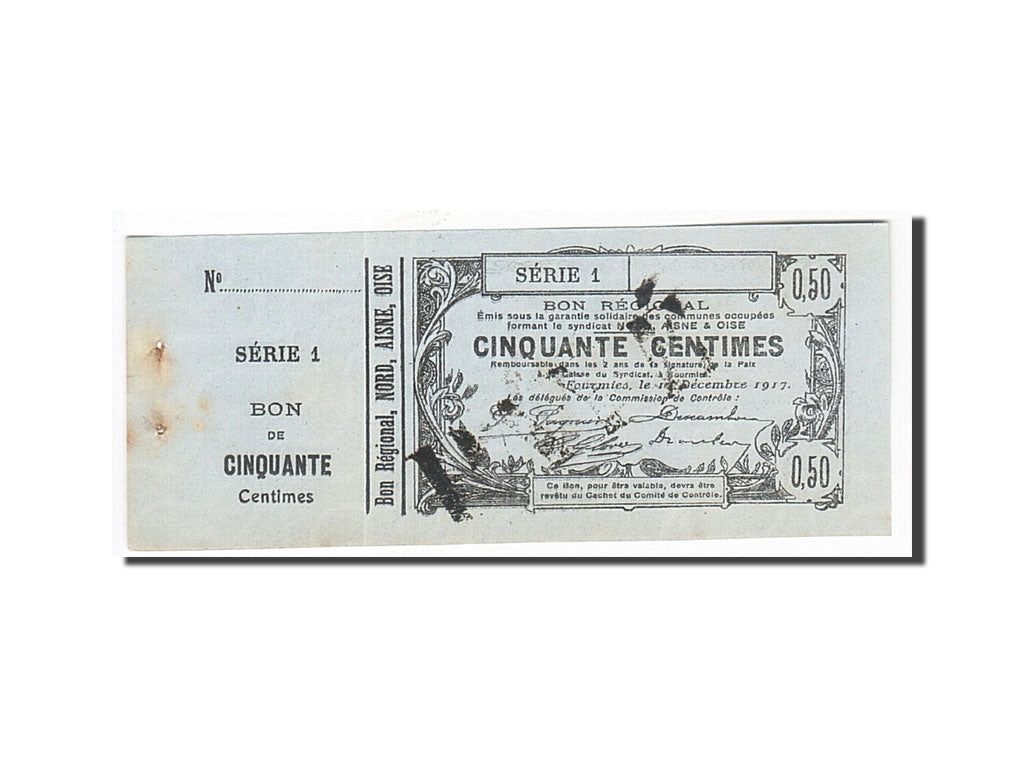 Nº
SÉRIE 1
BON
DE
CINQUANTE
Centimes
Bon Régional, NORD, AISNE, OISE
SÉRIE 1
0,50
BON RÉGIONAL
Émis sous la garantie solidaire des communes occupées
formant le syndicat AISNE & OISE
CINQUANTE CENTIMES
Remboursable dans les 2 ans de la signature de la Paix
à la Caisse du Syndicat, à Fourmies.
Fourmies, le Décembre 1917.
Les délégués de la Commission de Contrôle :
0,50
Ce Bon, pour être valable, devra être
revêtu du Cachet du Comité de Contrôle.